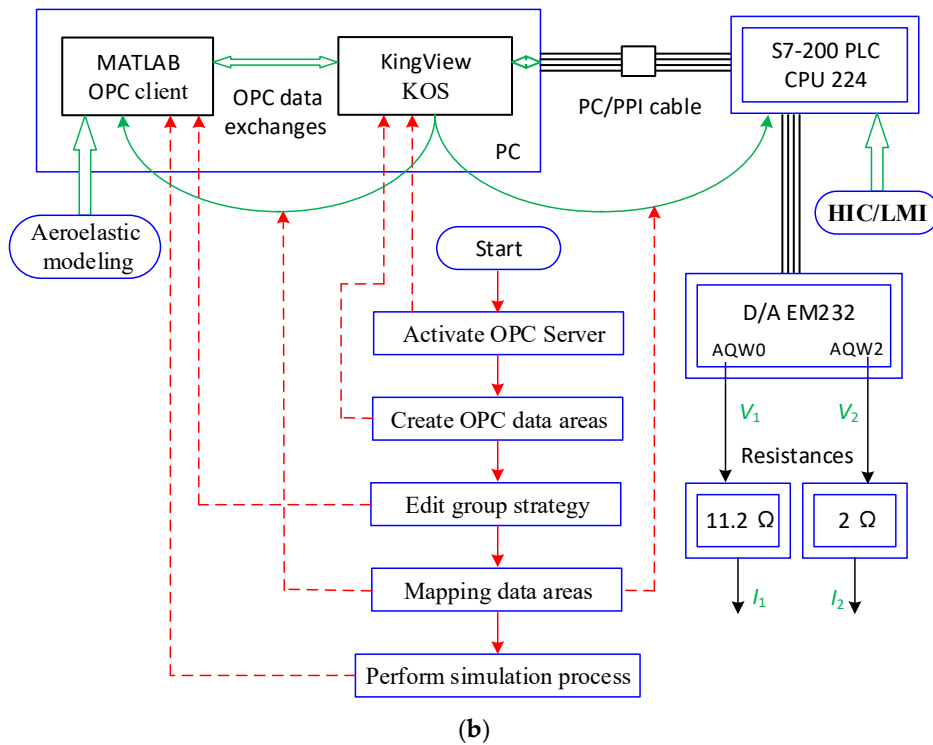 MATLAB
OPC client
OPC data
exchanges
KingView
KOS
PC
PC/PPI cable
S7-200 PLC
CPU 224
Aeroelastic
modeling
HIC/LMI
Start
Activate OPC Server
Create OPC data areas
Edit group strategy
Mapping data areas
Perform simulation process
D/A EM232
AQW0
AQW2
V1
V2
Resistances
11.2 Ω
2 Ω
I1
I2
(b)